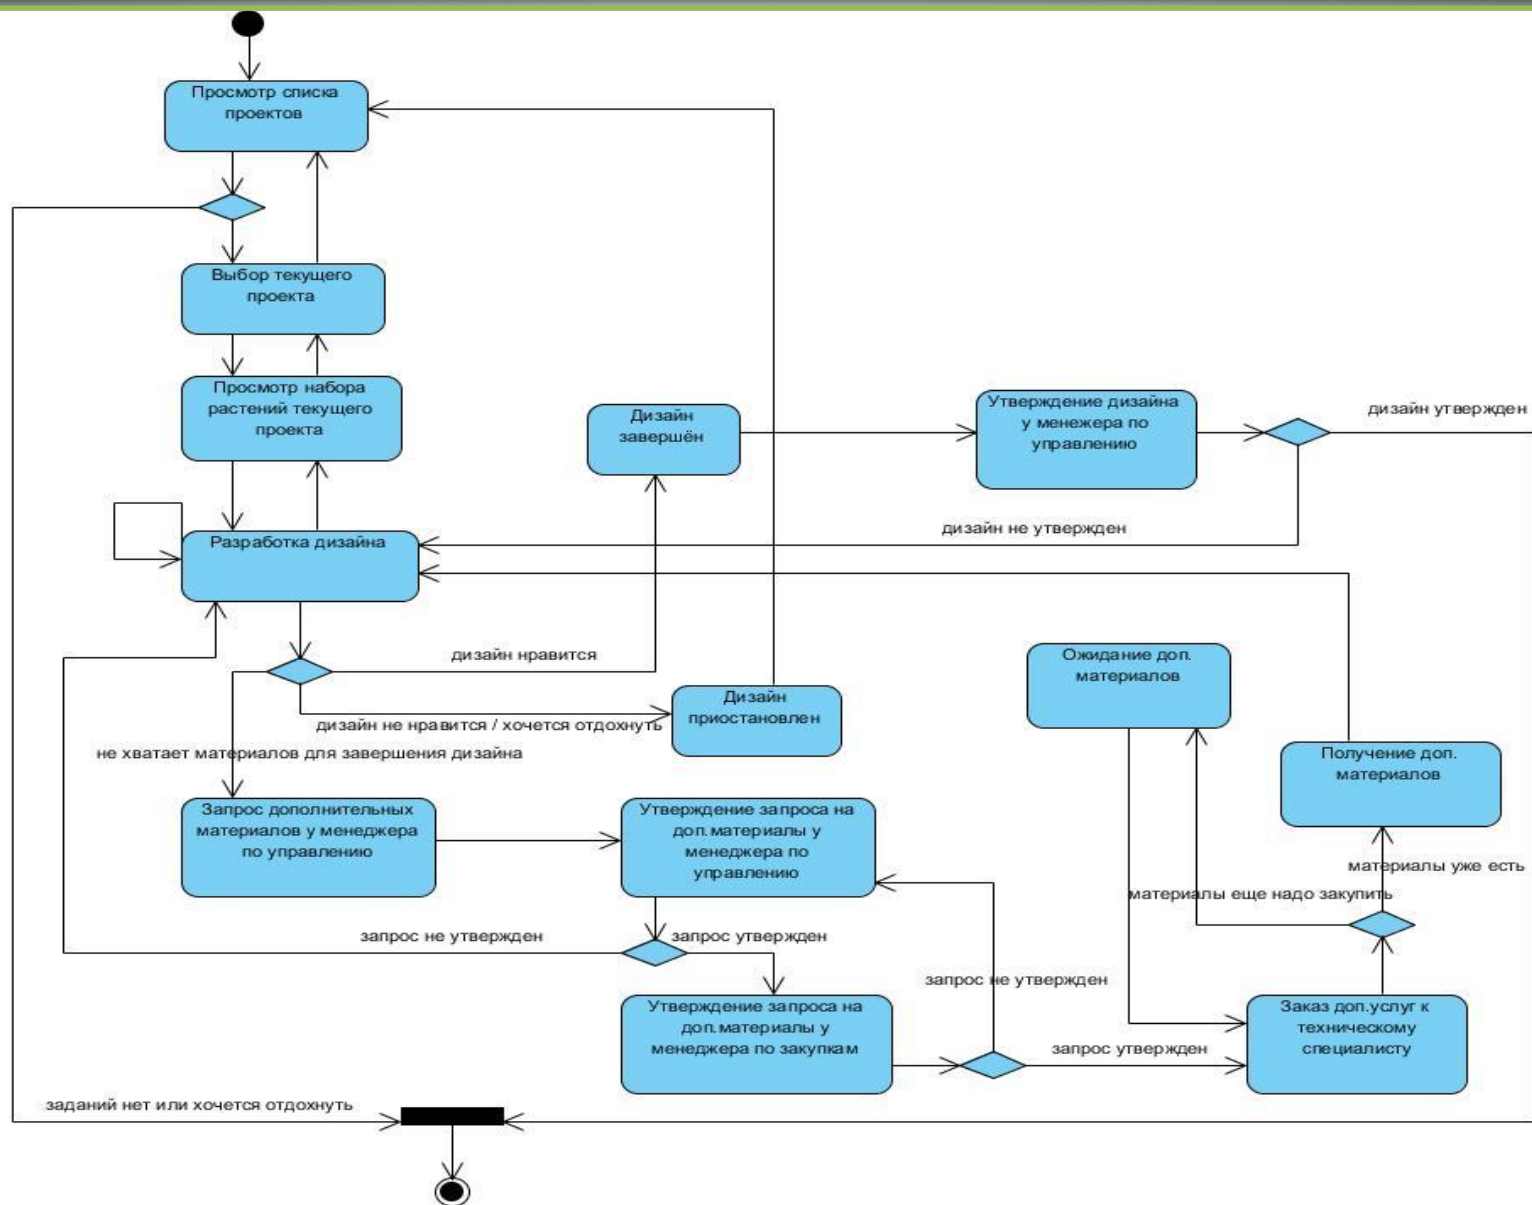 Просмотр списка
проектов
Выбор текущего
проекта
Просмотр набора
растений текущего
проекта
Дизайн
завершён
Утверждение дизайна
у менежера по
управлению
дизайн утвержден
дизайн не утвержден
Разработка дизайна
дизайн нравится
Ожидание доп.
материалов
Дизайн
приостановлен
дизайн не нравится / хочется отдохнуть
не хватает материалов для завершения дизайна
Получение доп.
материалов
Запрос дополнительных
материалов у менеджера
по управлению
Утверждение запроса на
доп.материалы у
менеджера по
управлению
материалы уже есть
материалы еще надо закупить
запрос не утвержден
запрос утвержден
запрос не утвержден
Утверждение запроса на
доп.материалы у
менеджера по закупкам
запрос утвержден
Заказ доп.услуг к
техническому
специалисту
заданий нет или хочется отдохнуть